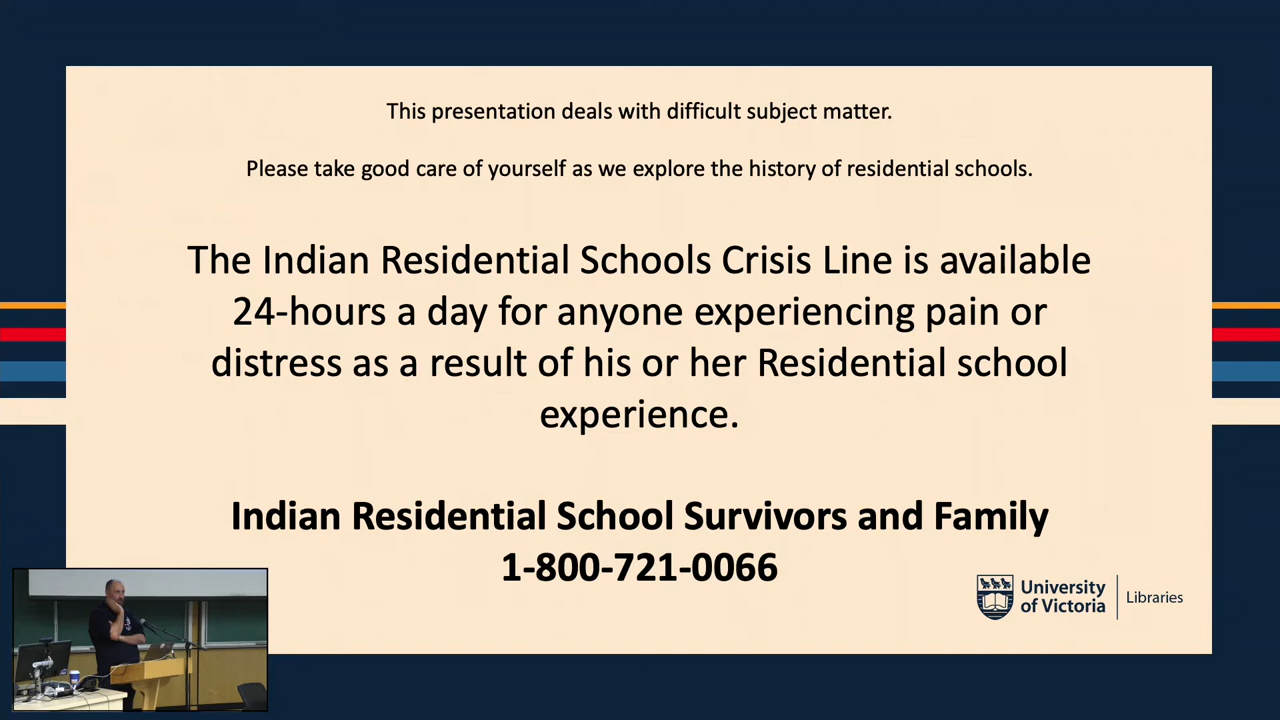 This presentation deals with difficult subject matter.
Please take good care of yourself as we explore the history of residential schools.
The Indian Residential Schools Crisis Line is available
24-hours a day for anyone experiencing pain or
distress as a result of his or her Residential school
experience.
Indian Residential School Survivors and Family
1-800-721-0066
University
of Victoria
Libraries